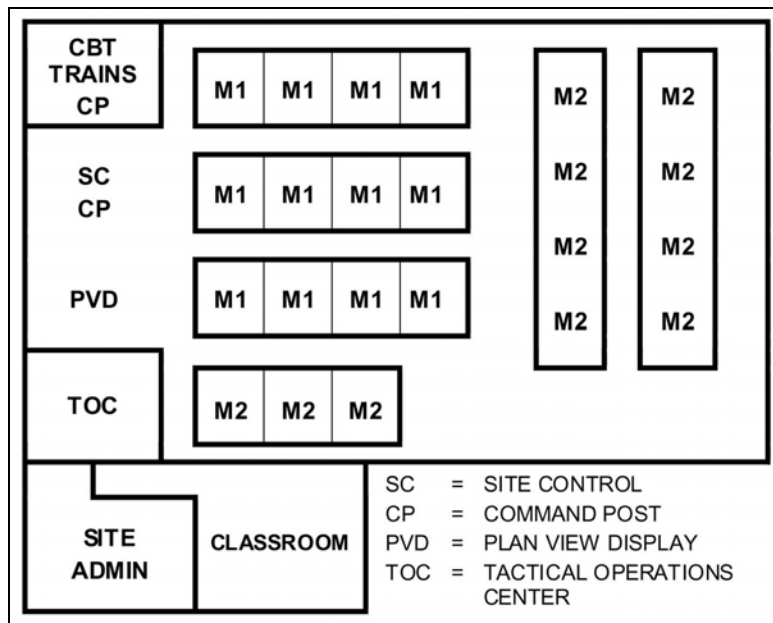 CBT
TRAINS
CP
M1 M1 M1 M1
SC
CP
M1 M1 M1 M1
PVD
M1 M1 M1 M1
TOC
M2 M2 M2
M2
M2
M2
M2
M2
M2
M2
M2
SITE
ADMIN
CLASSROOM
SC = SITE CONTROL
CP = COMMAND POST
PVD = PLAN VIEW DISPLAY
TOC = TACTICAL OPERATIONS
CENTER